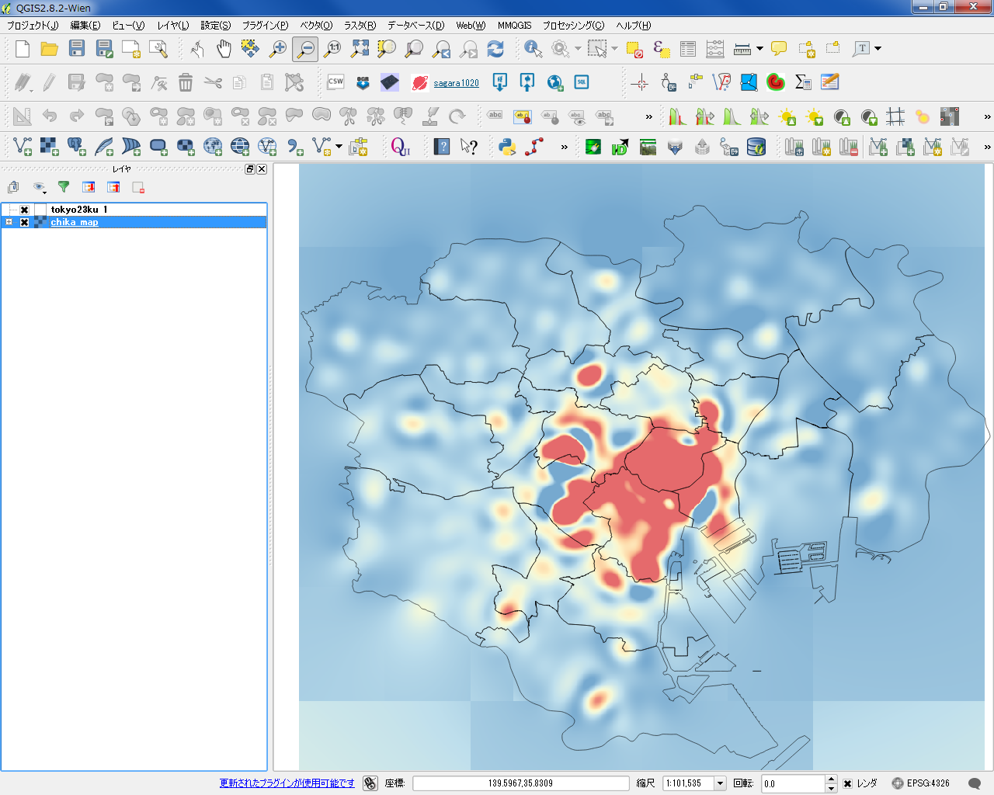 QGIS2.8.2-Wien
プロジェクト(J) 編集(E) ビュー(V) レイヤ(L) 設定(S) プラグイン(P) ベクタ(O) ラスタ(R) データベース(D) Web(W) MMQGIS プロセッシング(C) ヘルプ(H)
CSW sagara1020
レイヤ
tokyo23ku 1
chika_map
更新されたプラグインが使用可能です 座標: 139.5967,35.8309 縮尺 1:101,535 回転: 0.0 レンダ EPSG:4326